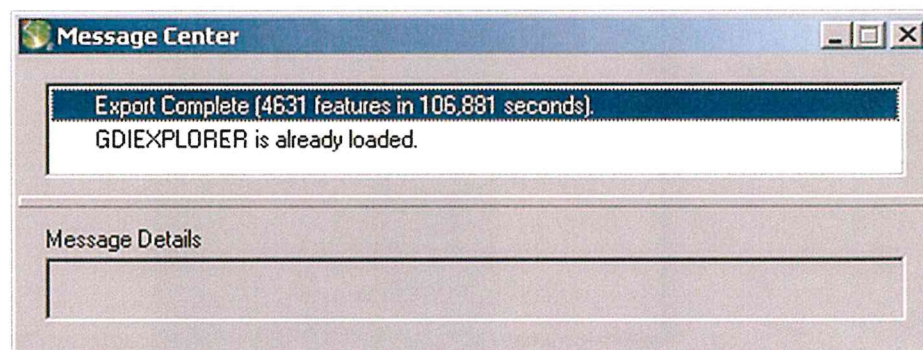 Message Center
Export Complete (4631 features in 106,881 seconds).
GDIEXPLORER is already loaded.
Message Details